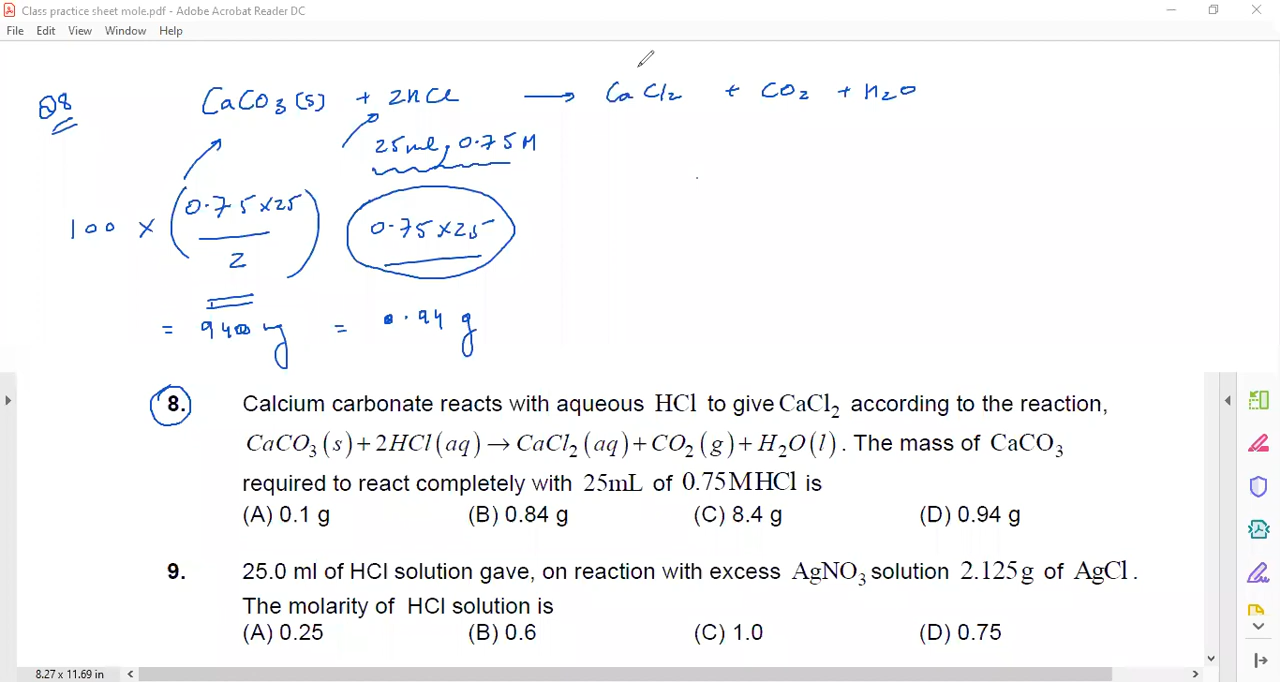 Class practice sheet mole.pdf - Adobe Acrobat Reader DC
File Edit View Window Help
Q8 CaCO3(s) + 2HCl ⟶ CaCl2 + CO2 + H2O
25ml, 0.75M
100 × (0.75×25/2) 0.75×25
= 940 mg = 0.94 g
8. Calcium carbonate reacts with aqueous HCl to give CaCl₂ according to the reaction,
CaCO₃(s)+2HCl(aq)→CaCl₂(aq)+CO₂(g)+H₂O(l). The mass of CaCO₃
required to react completely with 25mL of 0.75MHCl is
(A) 0.1 g (B) 0.84 g (C) 8.4 g (D) 0.94 g
9. 25.0 ml of HCl solution gave, on reaction with excess AgNO₃ solution 2.125g of AgCl.
The molarity of HCl solution is
(A) 0.25 (B) 0.6 (C) 1.0 (D) 0.75
8.27 x 11.69 in